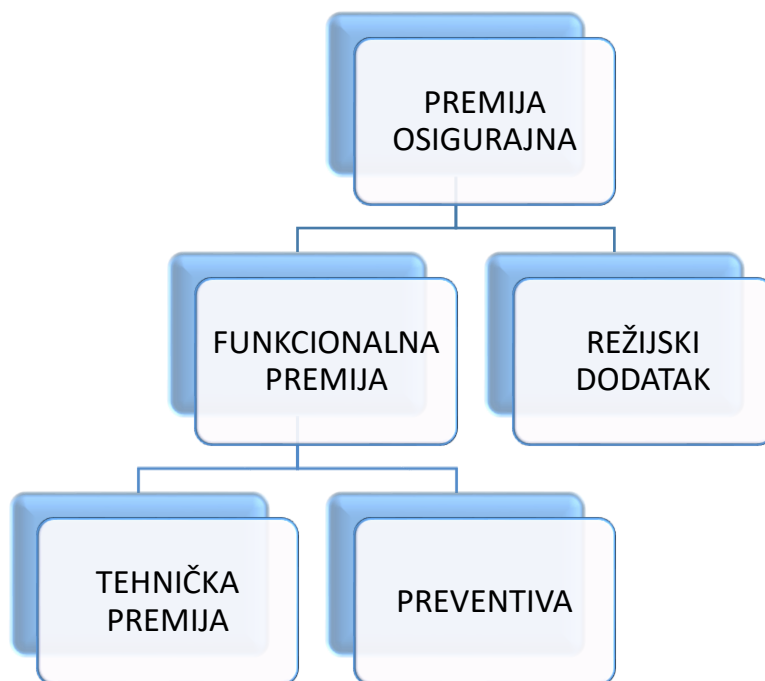 PREMIJA
OSIGURAJNA
FUNKCIONALNA
PREMIJA
REŽIJSKI
DODATAK
TEHNIČKA
PREMIJA
PREVENTIVA